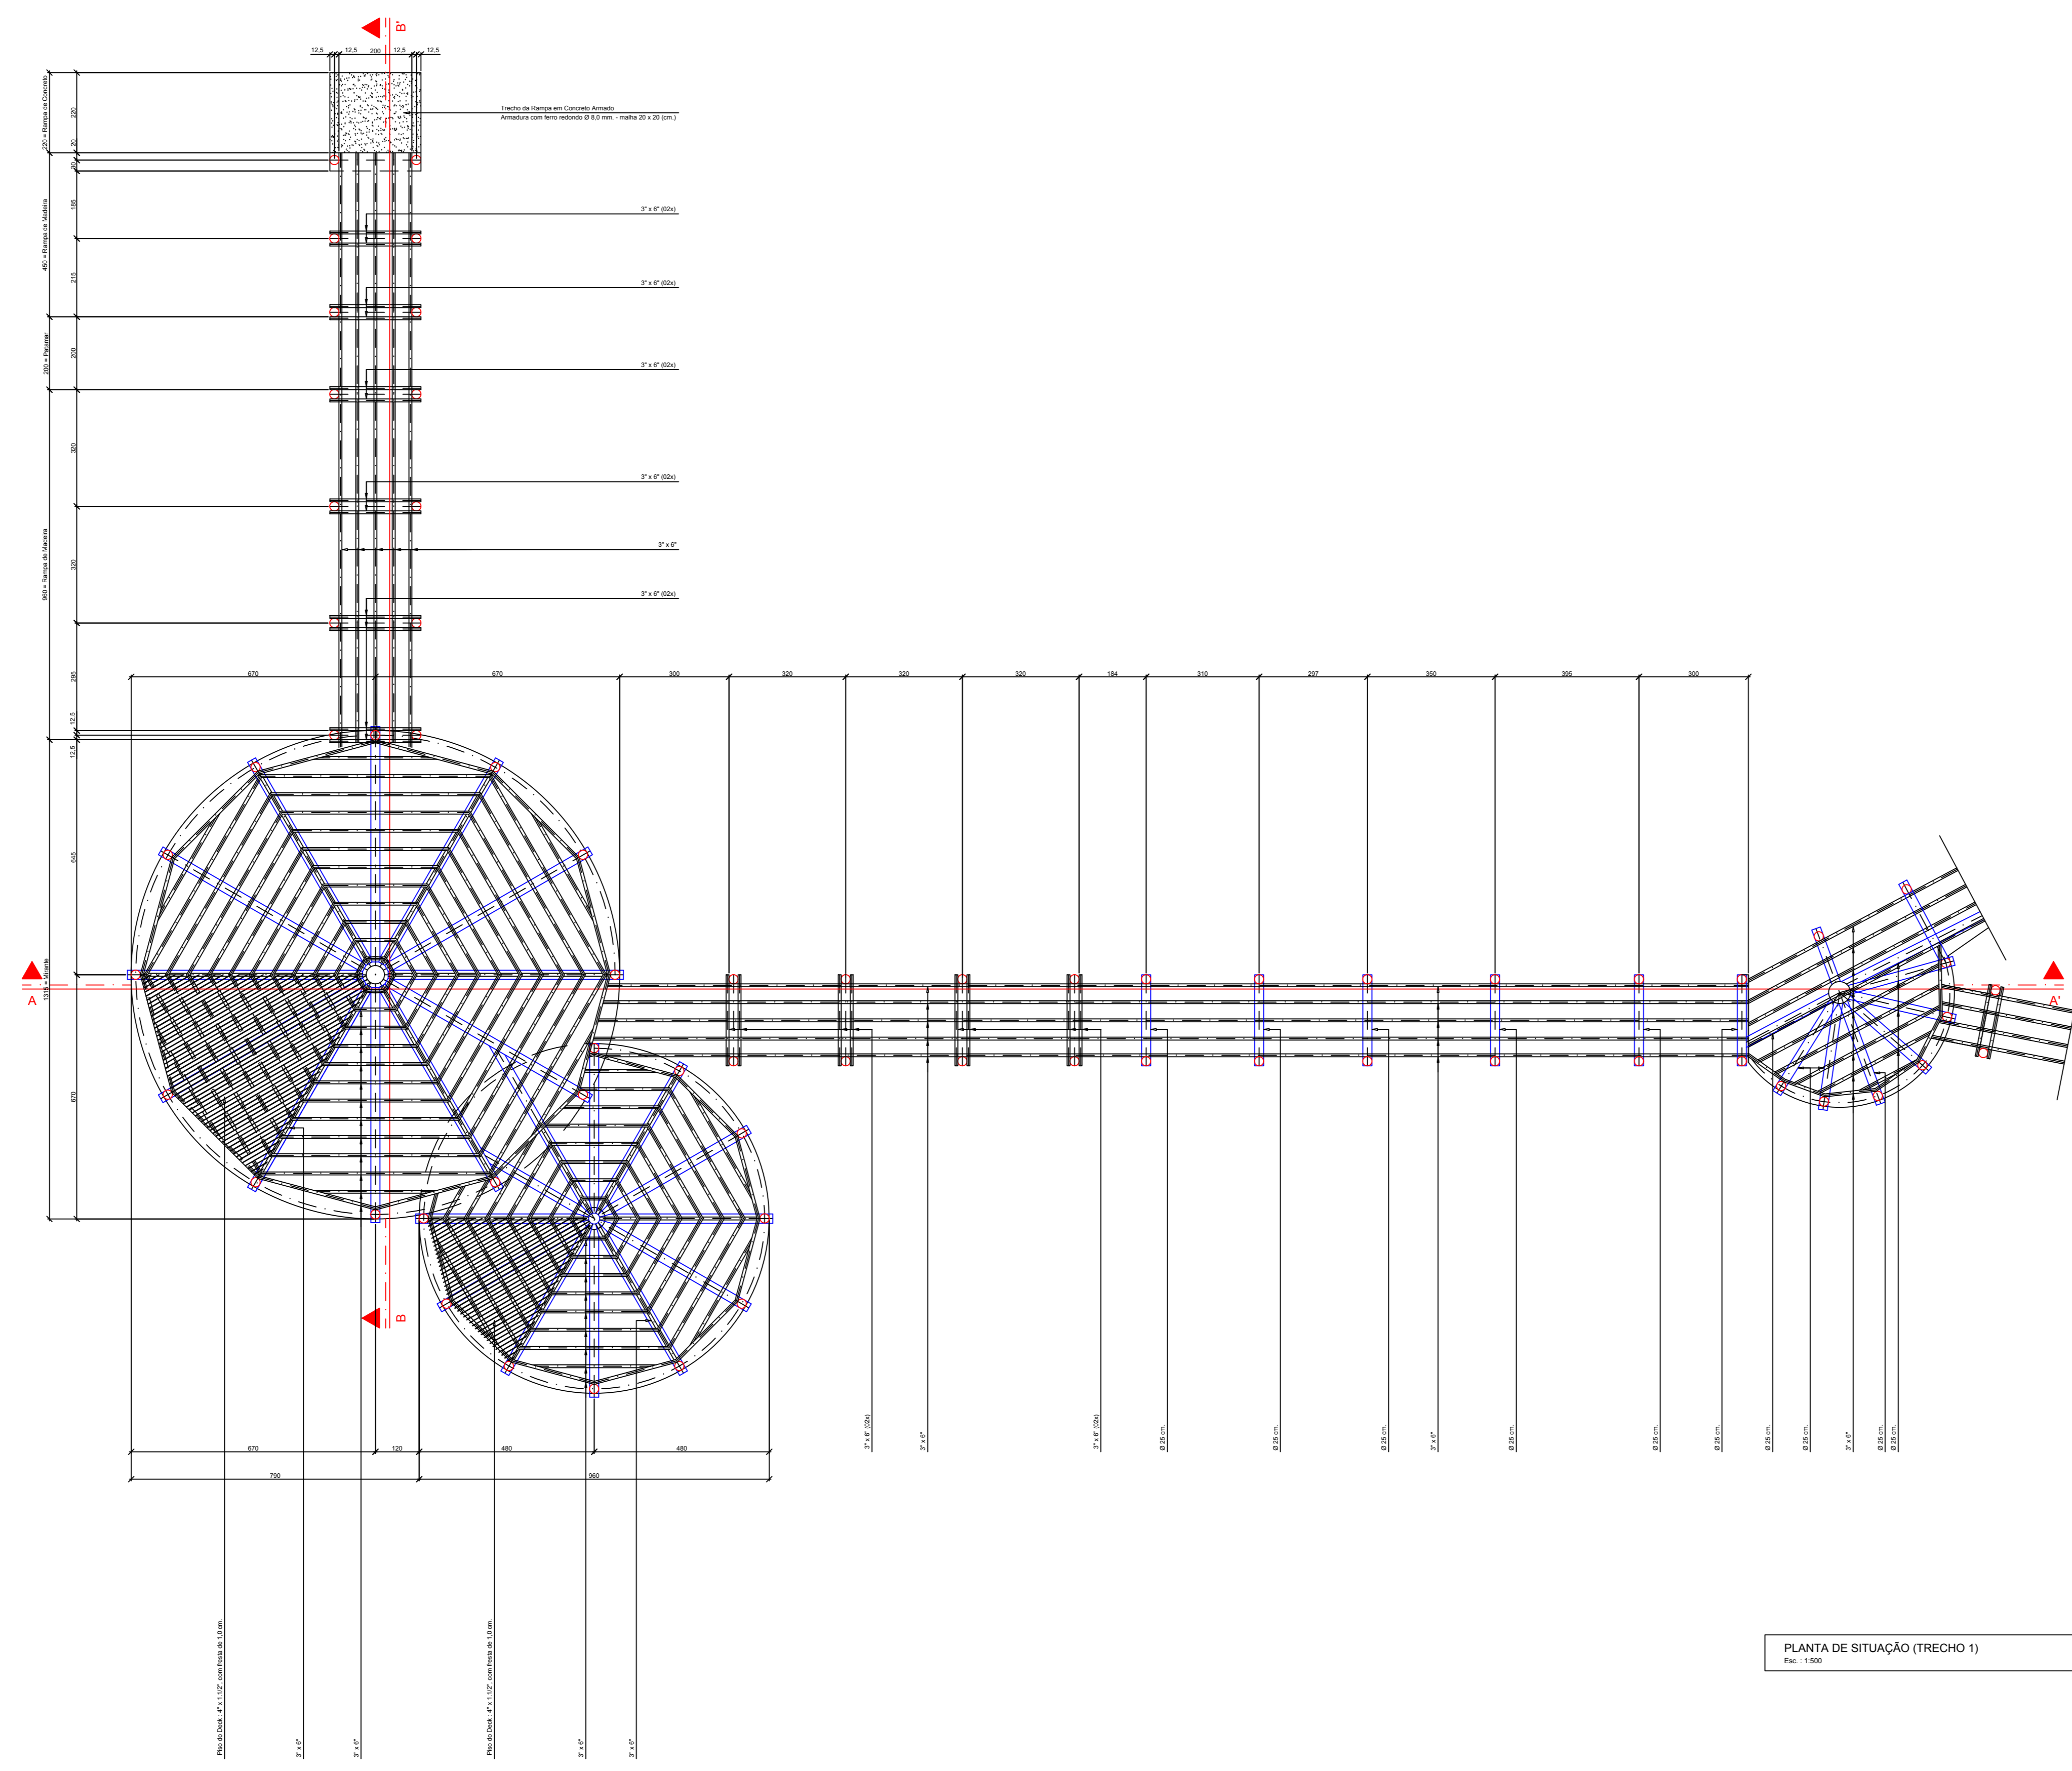 B'
12,5
12,5
200
12,5
12,5
Trecho da Rampa em Concreto Armado
Armadura com ferro redondo Ø 8,0 mm. - malha 20 x 20 (cm.)
220 = Rampa de Concreto
220
20
30
450 = Rampa de Madeira
185
3" x 6" (02x)
215
3" x 6" (02x)
200 = Patamar
200
3" x 6" (02x)
320
3" x 6" (02x)
960 = Rampa de Madeira
320
3" x 6"
3" x 6" (02x)
295
12,5
12,5
670
670
300
320
320
320
184
310
297
350
395
300
645
1315 = Mirante
670
A
A'
B
670
120
480
480
790
960
3" x 6" (02x)
3" x 6"
3" x 6" (02x)
Ø 25 cm.
Ø 25 cm.
Ø 25 cm.
3" x 6"
Ø 25 cm.
Ø 25 cm.
Ø 25 cm.
Ø 25 cm.
Ø 25 cm.
3" x 6"
Ø 25 cm.
Ø 25 cm.
Piso do Deck : 4" x 1.1/2", com fresta de 1,0 cm.
3" x 6"
3" x 6"
Piso do Deck : 4" x 1.1/2", com fresta de 1,0 cm.
3" x 6"
3" x 6"
PLANTA DE SITUAÇÃO (TRECHO 1)
Esc. : 1:500